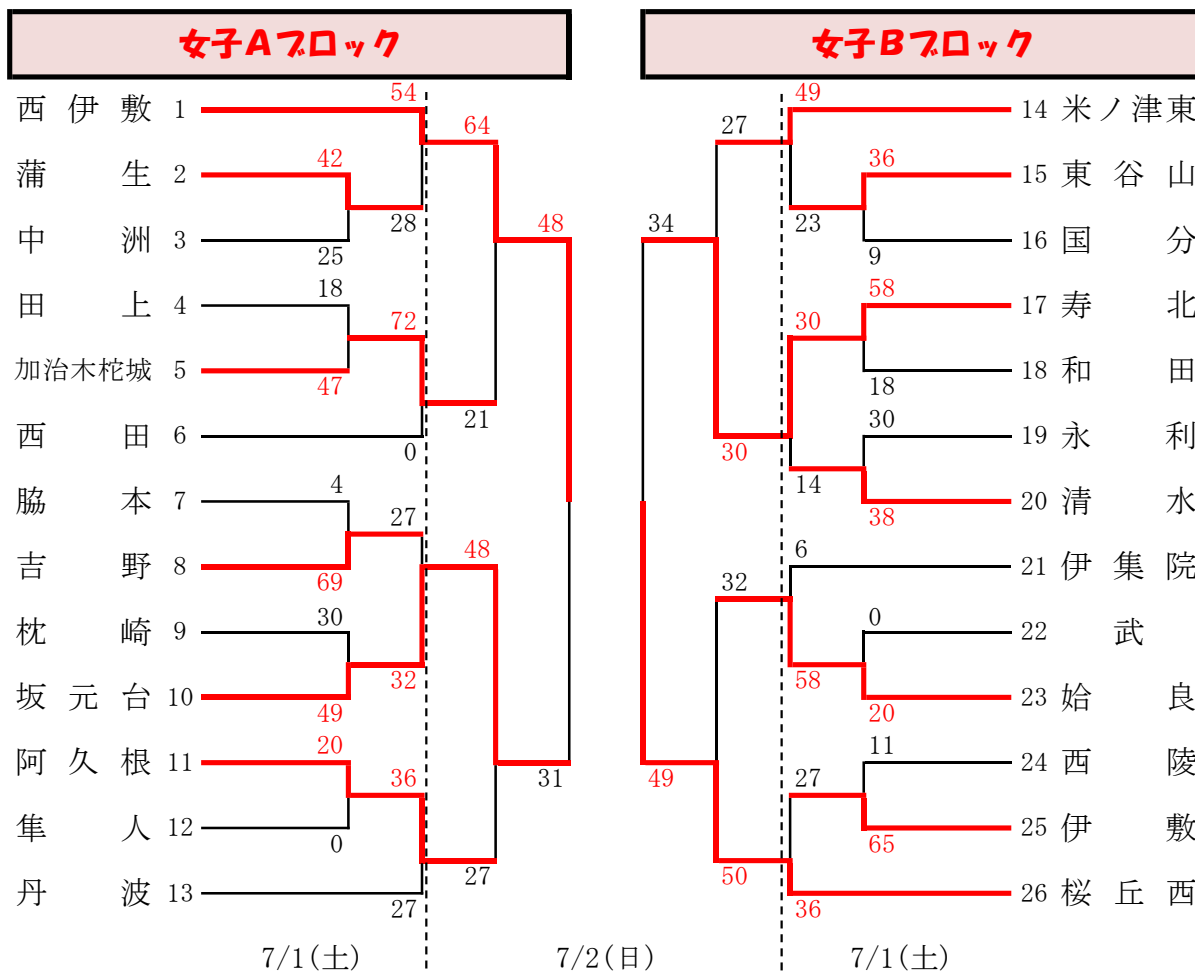 女子Aブロック
女子Bブロック
54
49
西伊敷 1
14 米ノ津東
64
27
42
36
蒲生 2
15 東谷山
28
23
48
34
中洲 3
16 国分
25
9
18
58
田上 4
17 寿北
72
30
加治木柁城 5
18 和田
47
18
21
30
西田 6
19 永利
0
30
14
4
脇本 7
20 清水
27
38
48
6
吉野 8
21 伊集院
69
32
30
0
枕崎 9
22 武
32
58
坂元台 10
23 姶良
49
20
20
11
阿久根 11
24 西陵
36
27
31
49
隼人 12
25 伊敷
0
65
27
50
丹波 13
26 桜丘西
27
36
7/1(土)
7/2(日)
7/1(土)